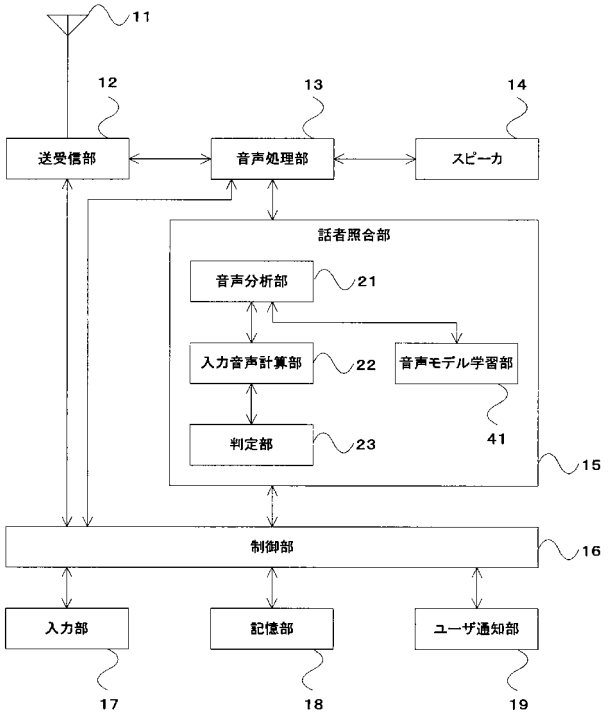 11
12
13
14
送受信部
音声処理部
スピーカ
話者照合部
音声分析部
21
入力音声計算部
22
音声モデル学習部
41
判定部
23
15
制御部
16
入力部
記憶部
ユーザ通知部
17
18
19